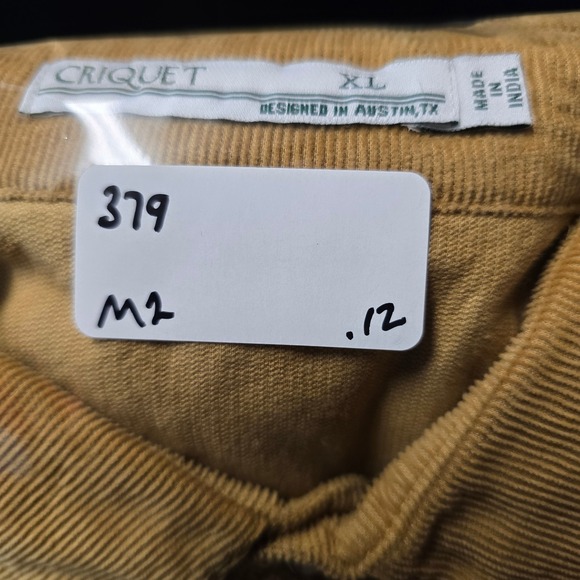 CRIQUET XL
DESIGNED IN AUSTIN,TX
MADE
IN
INDIA
379
M2 .12